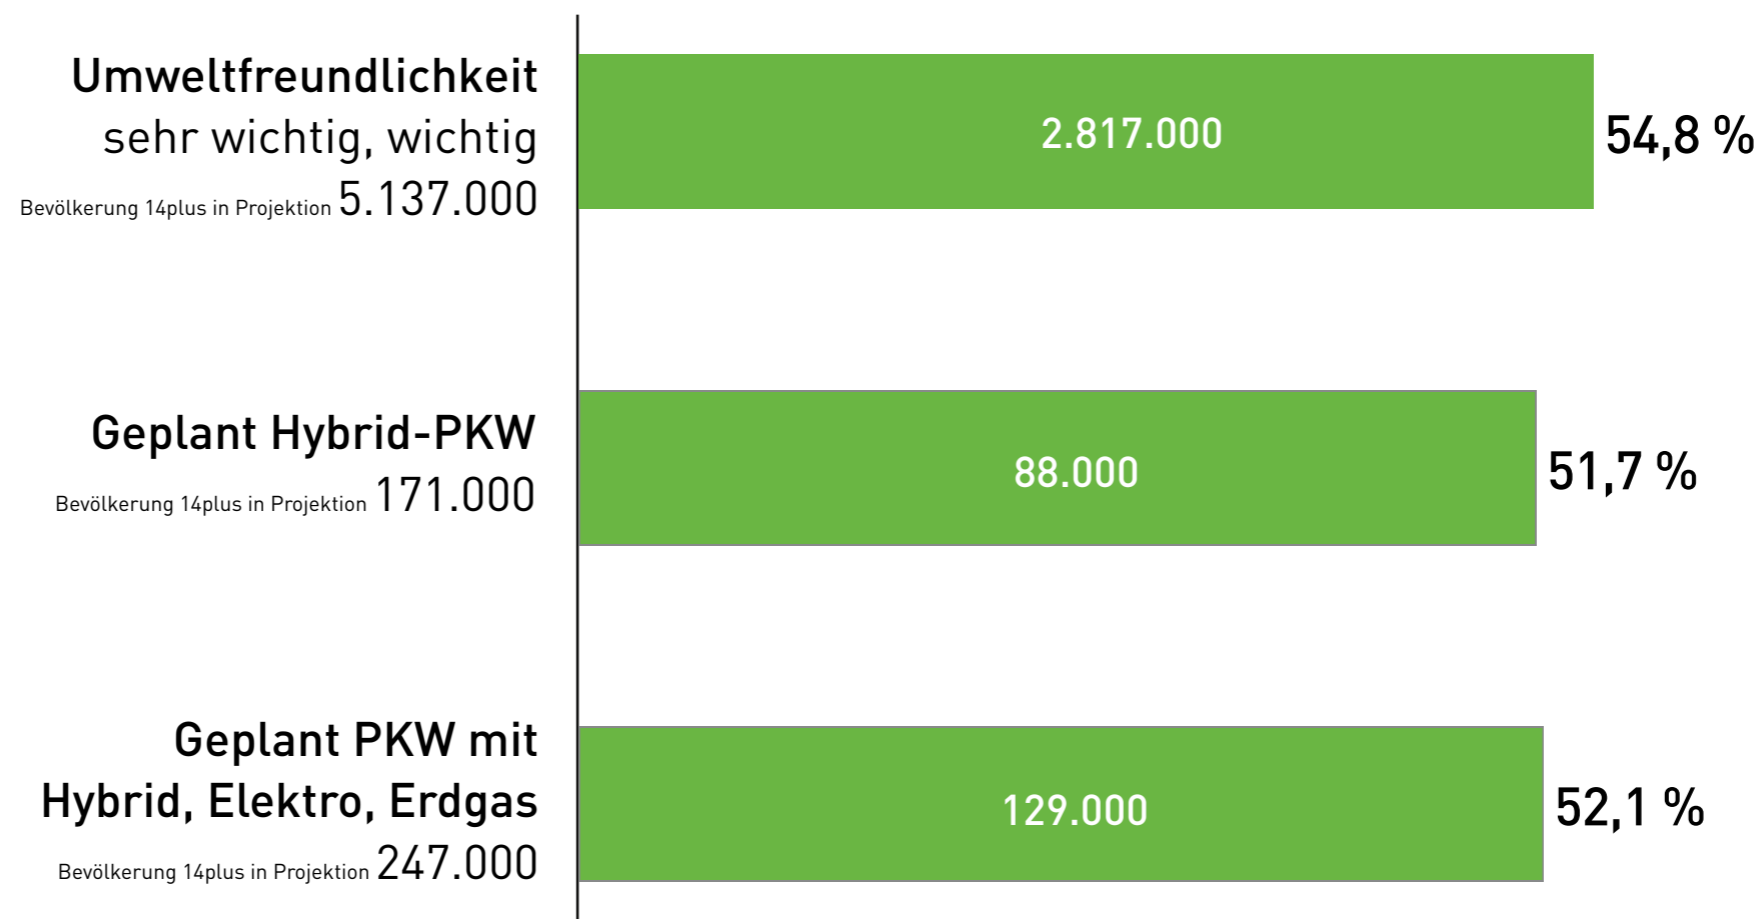 Umweltfreundlichkeit
sehr wichtig, wichtig
Bevölkerung 14plus in Projektion 5.137.000
2.817.000
54,8 %
Geplant Hybrid-PKW
Bevölkerung 14plus in Projektion 171.000
88.000
51,7 %
Geplant PKW mit
Hybrid, Elektro, Erdgas
Bevölkerung 14plus in Projektion 247.000
129.000
52,1 %